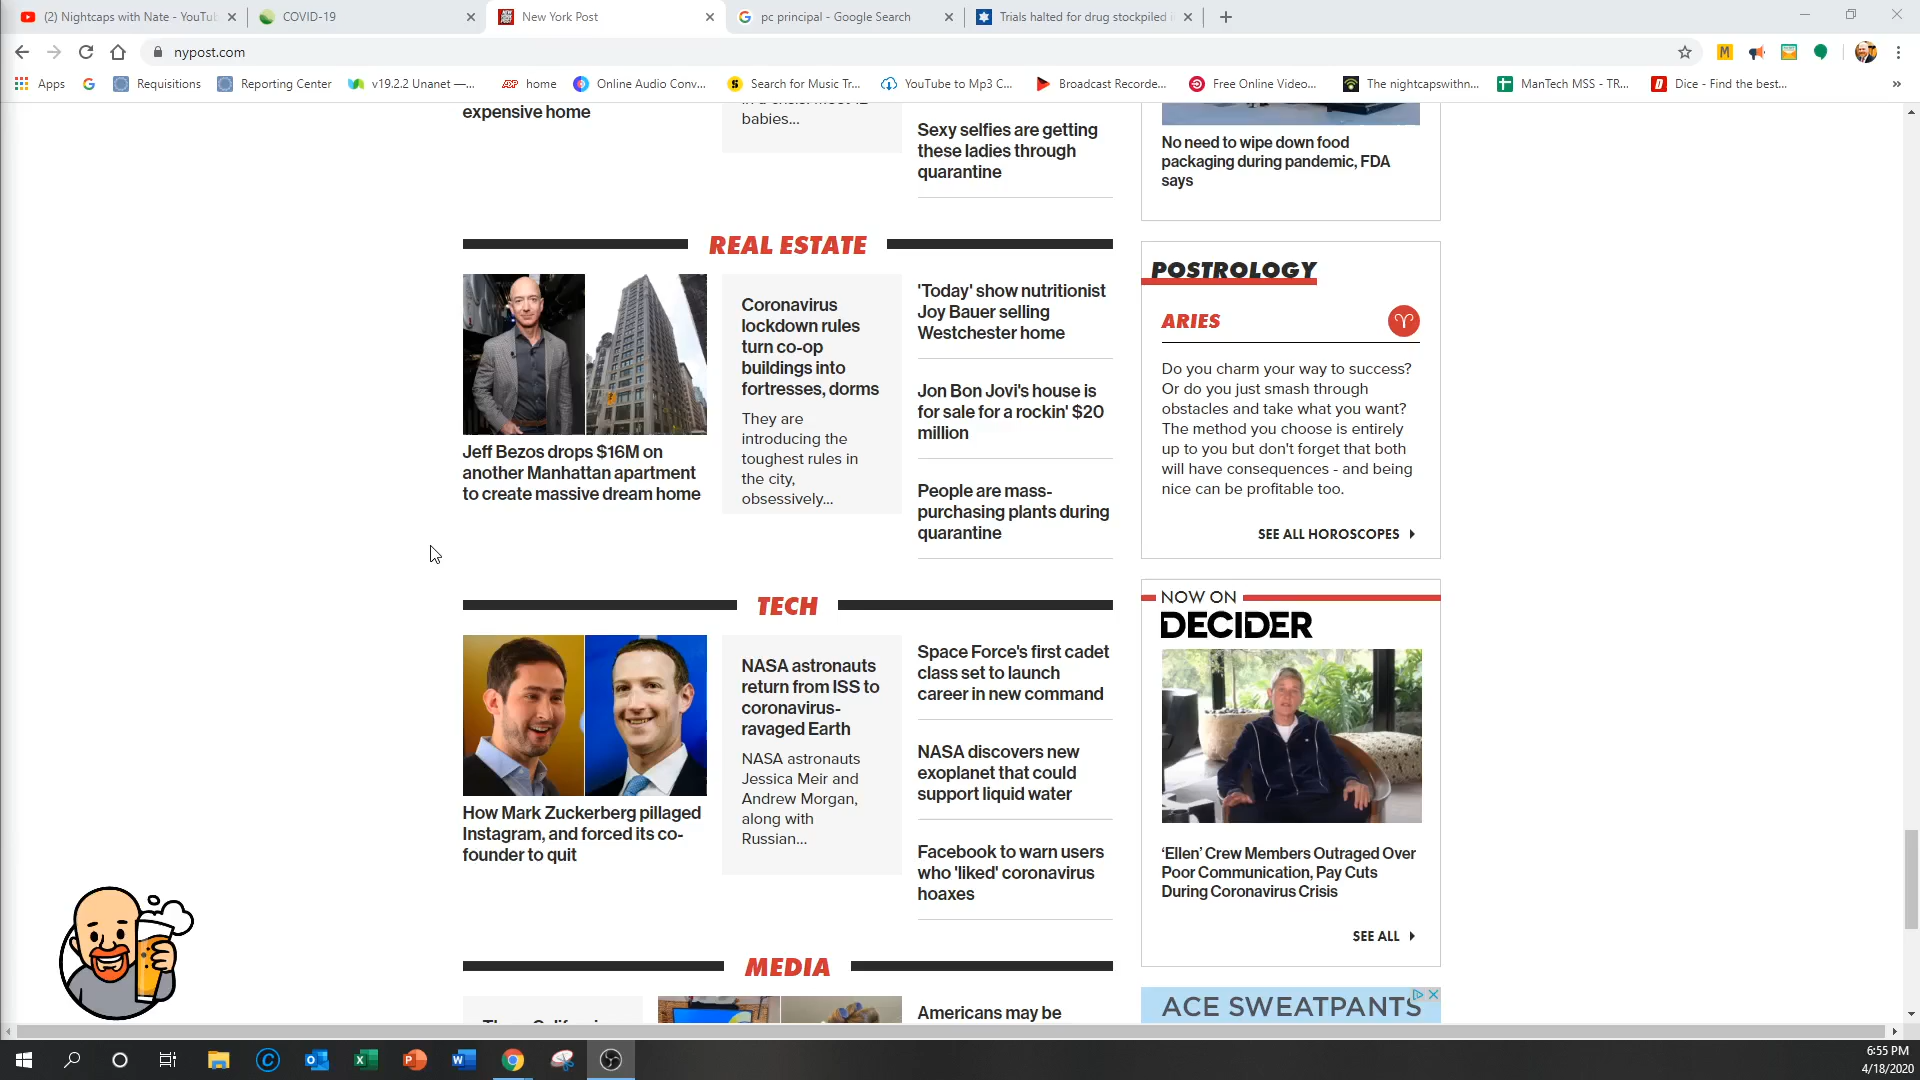 (2) Nightcaps with Nate - YouTu
COVID-19
New York Post
pc principal - Google Search
Trials halted for drug stockpiled i
nypost.com
Apps
Requisitions
Reporting Center
v19.2.2 Unanet —...
home
Online Audio Conv...
Search for Music Tr...
YouTube to Mp3 C...
Broadcast Recorde...
Free Online Video...
The nightcapswithn...
ManTech MSS - TR...
Dice - Find the best...
expensive home
babies...
Sexy selfies are getting
these ladies through
quarantine
No need to wipe down food
packaging during pandemic, FDA
says
REAL ESTATE
Jeff Bezos drops $16M on
another Manhattan apartment
to create massive dream home
Coronavirus
lockdown rules
turn co-op
buildings into
fortresses, dorms
They are
introducing the
toughest rules in
the city,
obsessively...
'Today' show nutritionist
Joy Bauer selling
Westchester home
Jon Bon Jovi's house is
for sale for a rockin' $20
million
People are mass-
purchasing plants during
quarantine
POSTROLOGY
ARIES
Do you charm your way to success?
Or do you just smash through
obstacles and take what you want?
The method you choose is entirely
up to you but don't forget that both
will have consequences - and being
nice can be profitable too.
SEE ALL HOROSCOPES
TECH
How Mark Zuckerberg pillaged
Instagram, and forced its co-
founder to quit
NASA astronauts
return from ISS to
coronavirus-
ravaged Earth
NASA astronauts
Jessica Meir and
Andrew Morgan,
along with
Russian...
Space Force's first cadet
class set to launch
career in new command
NASA discovers new
exoplanet that could
support liquid water
Facebook to warn users
who 'liked' coronavirus
hoaxes
NOW ON
DECIDER
‘Ellen’ Crew Members Outraged Over
Poor Communication, Pay Cuts
During Coronavirus Crisis
SEE ALL
MEDIA
Americans may be
ACE SWEATPANTS
6:55 PM
4/18/2020